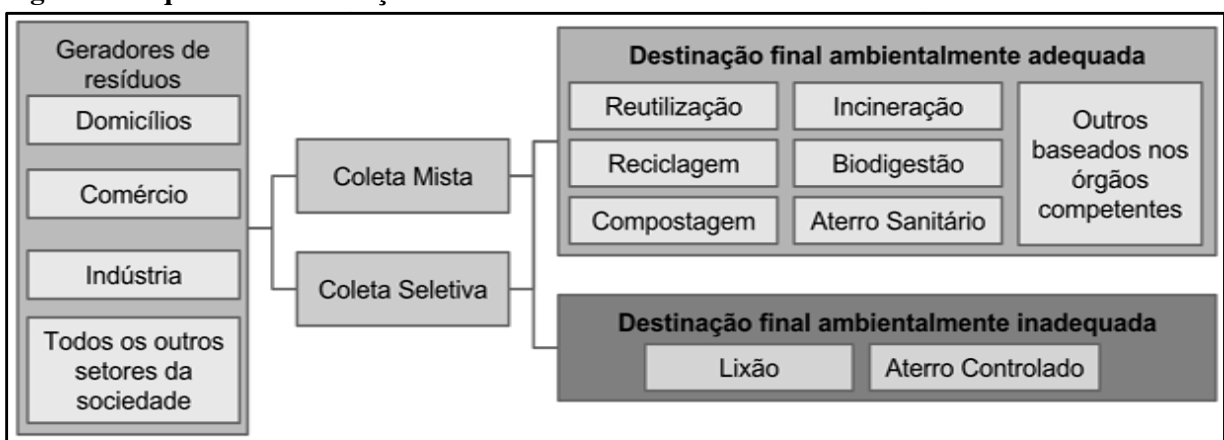 Geradores de
resíduos
Domicílios
Comércio
Indústria
Todos os outros
setores da
sociedade
Coleta Mista
Coleta Seletiva
Destinação final ambientalmente adequada
Reutilização
Incineração
Reciclagem
Biodigestão
Compostagem
Aterro Sanitário
Outros
baseados nos
órgãos
competentes
Destinação final ambientalmente inadequada
Lixão
Aterro Controlado